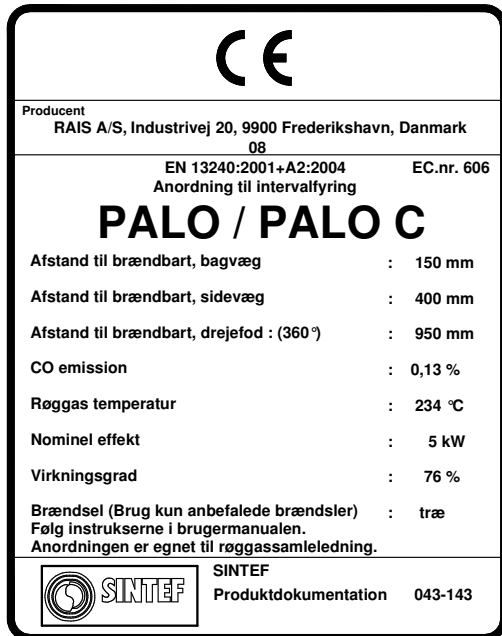 CE
Producent
RAIS A/S, Industrivej 20, 9900 Frederikshavn, Danmark
08
EN 13240:2001+A2:2004 EC.nr. 606
Anordning til intervalfyring
PALO / PALO C
Afstand til brændbart, bagvæg : 150 mm
Afstand til brændbart, sidevæg : 400 mm
Afstand til brændbart, drejefod : (360°) : 950 mm
CO emission : 0,13 %
Røggas temperatur : 234 °C
Nominel effekt : 5 kW
Virkningsgrad : 76 %
Brændsel (Brug kun anbefalede brændsler) : træ
Følg instrukserne i brugermanualen.
Anordningen er egnet til røggassamleledning.
SINTEF
SINTEF
Produktdokumentation 043-143